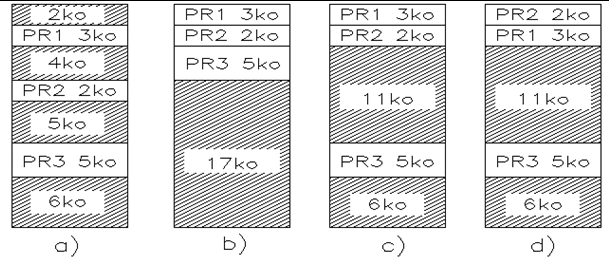 2ko
PR1 3ko
4ko
PR2 2ko
5ko
PR3 5ko
6ko
a)
PR1 3ko
PR2 2ko
PR3 5ko
17ko
b)
PR1 3ko
PR2 2ko
11ko
PR3 5ko
6ko
c)
PR2 2ko
PR1 3ko
11ko
PR3 5ko
6ko
d)